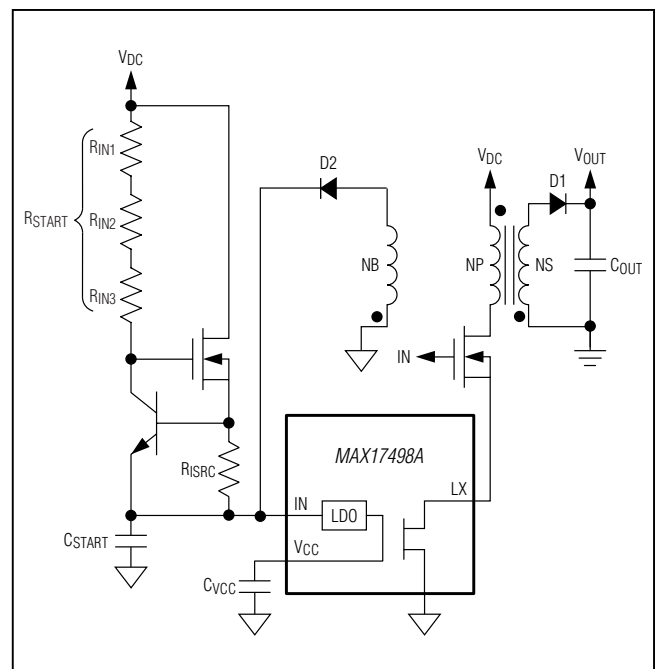 VDC
RIN1
D2
VDC
VOUT
D1
RSTART
RIN2
NB
NP
NS
COUT
RIN3
IN
RISRC
MAX17498A
LX
IN
LDO
CSTART
VCC
CVCC